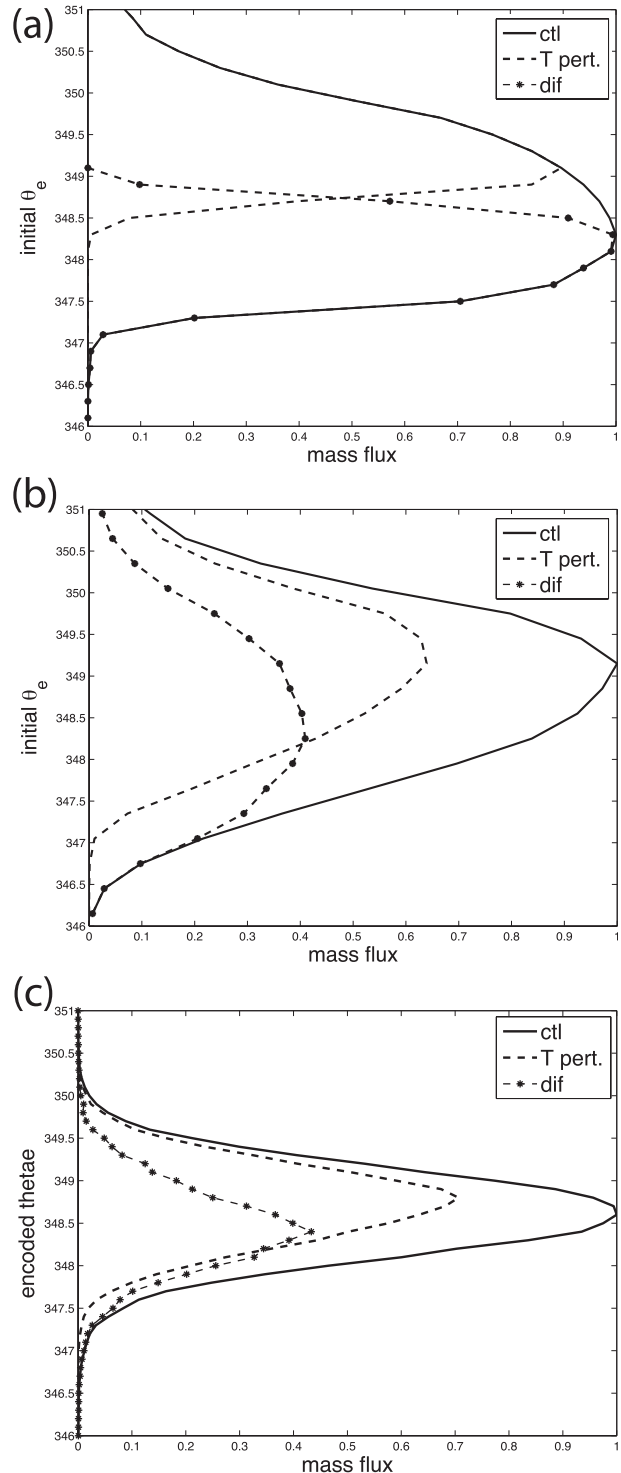 (a)
351
350.5
350
349.5
349
348.5
348
347.5
347
346.5
346
initial θe
0 0.1 0.2 0.3 0.4 0.5 0.6 0.7 0.8 0.9 1
mass flux
ctl
T pert.
dif
(b)
351
350.5
350
349.5
349
348.5
348
347.5
347
346.5
346
initial θe
0 0.1 0.2 0.3 0.4 0.5 0.6 0.7 0.8 0.9 1
mass flux
ctl
T pert.
dif
(c)
351
350.5
350
349.5
349
348.5
348
347.5
347
346.5
346
encoded thetae
0 0.1 0.2 0.3 0.4 0.5 0.6 0.7 0.8 0.9 1
mass flux
ctl
T pert.
dif